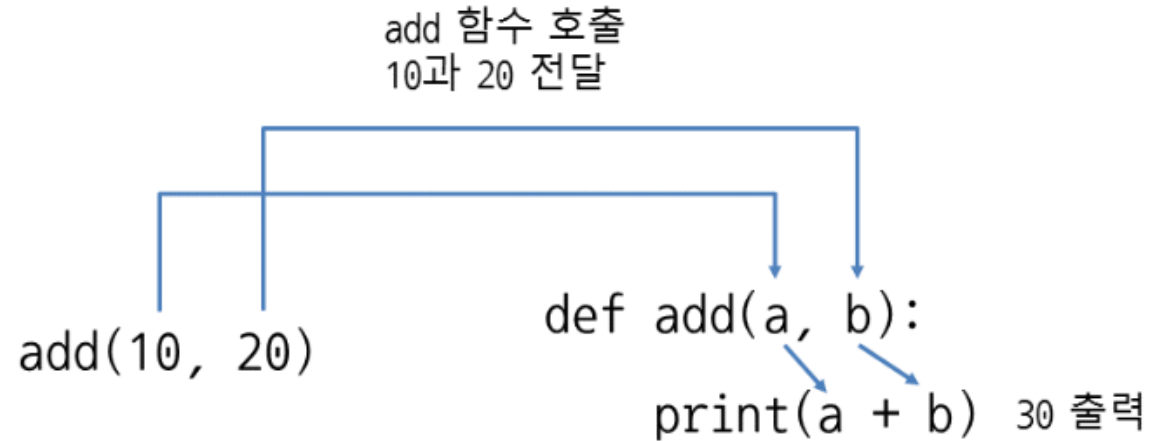 add 함수 호출
10과 20 전달
add(10, 20)
def add(a, b):
print(a + b) 30 출력